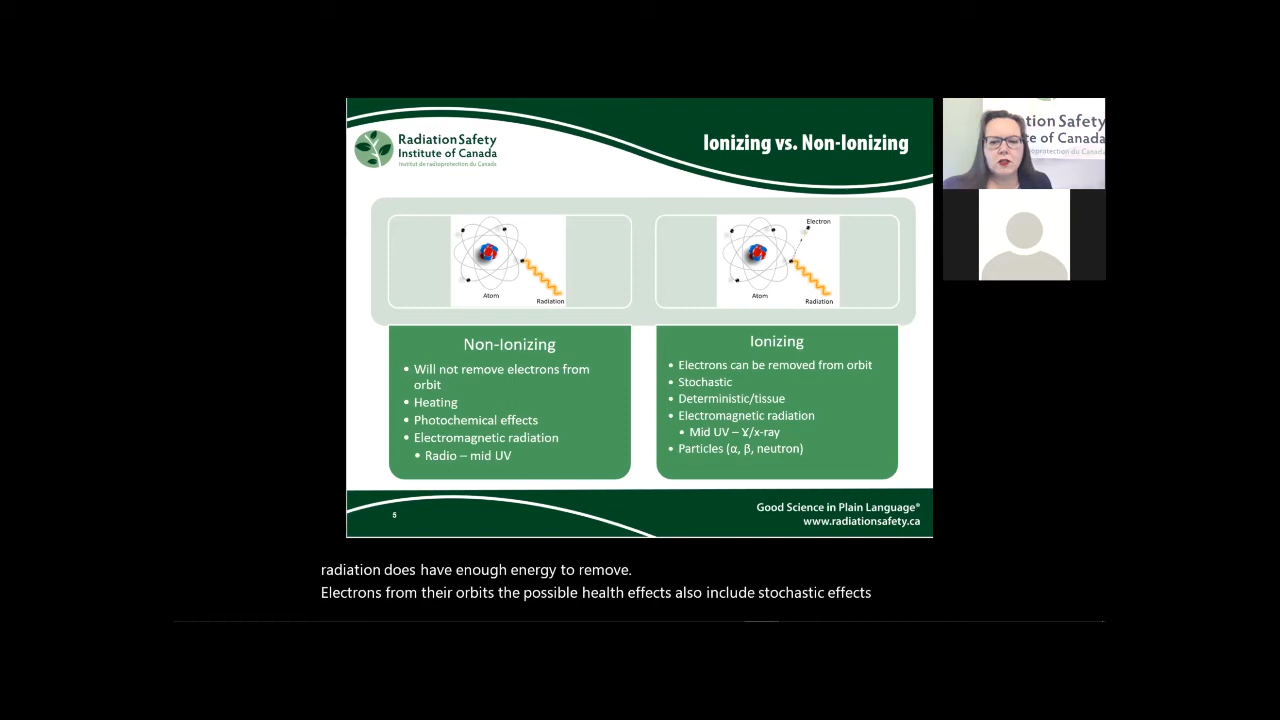 Radiation Safety
Institute of Canada
Institut de radioprotection du Canada
Ionizing vs. Non-Ionizing
Atom
Radiation
Electron
Atom
Radiation
Non-Ionizing
• Will not remove electrons from
orbit
• Heating
• Photochemical effects
• Electromagnetic radiation
• Radio – mid UV
Ionizing
• Electrons can be removed from orbit
• Stochastic
• Deterministic/tissue
• Electromagnetic radiation
• Mid UV – ɣ/x-ray
• Particles (α, β, neutron)
5
Good Science in Plain Language®
www.radiationsafety.ca
tion Safety
te of Canada
oprotection du Canada
radiation does have enough energy to remove.
Electrons from their orbits the possible health effects also include stochastic effects